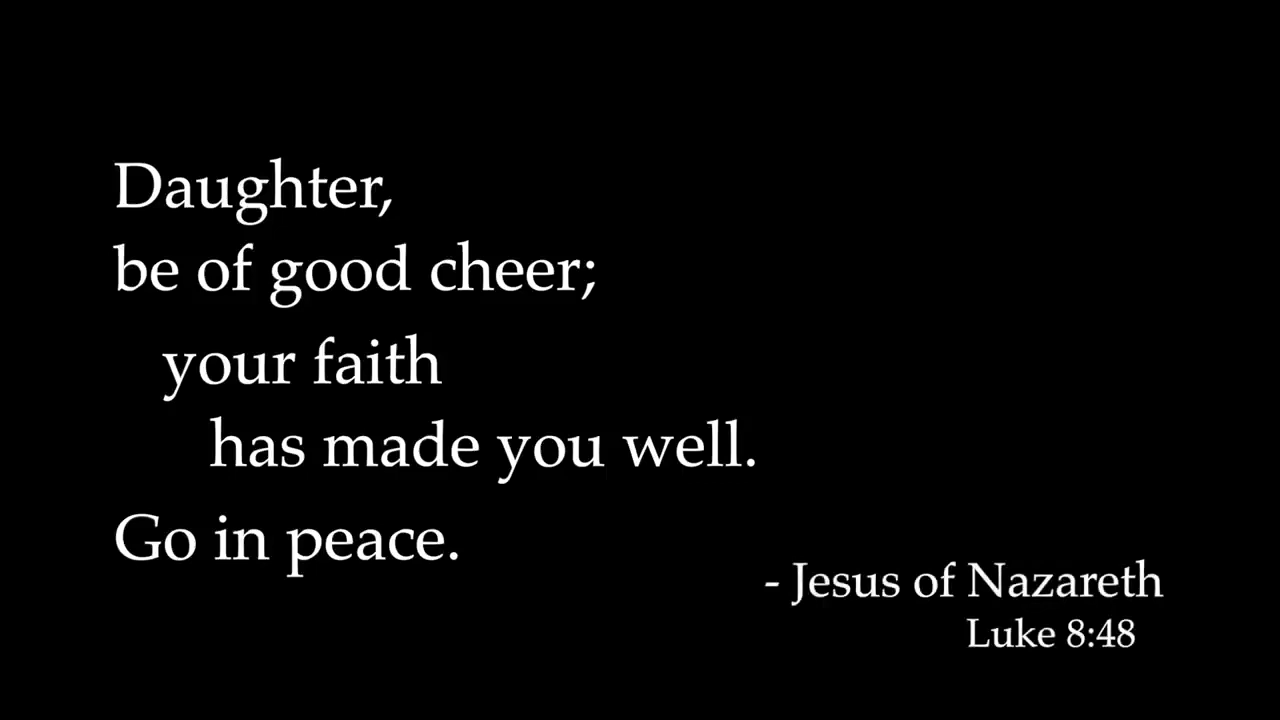 Daughter,
be of good cheer;
your faith
has made you well.
Go in peace.
- Jesus of Nazareth
Luke 8:48